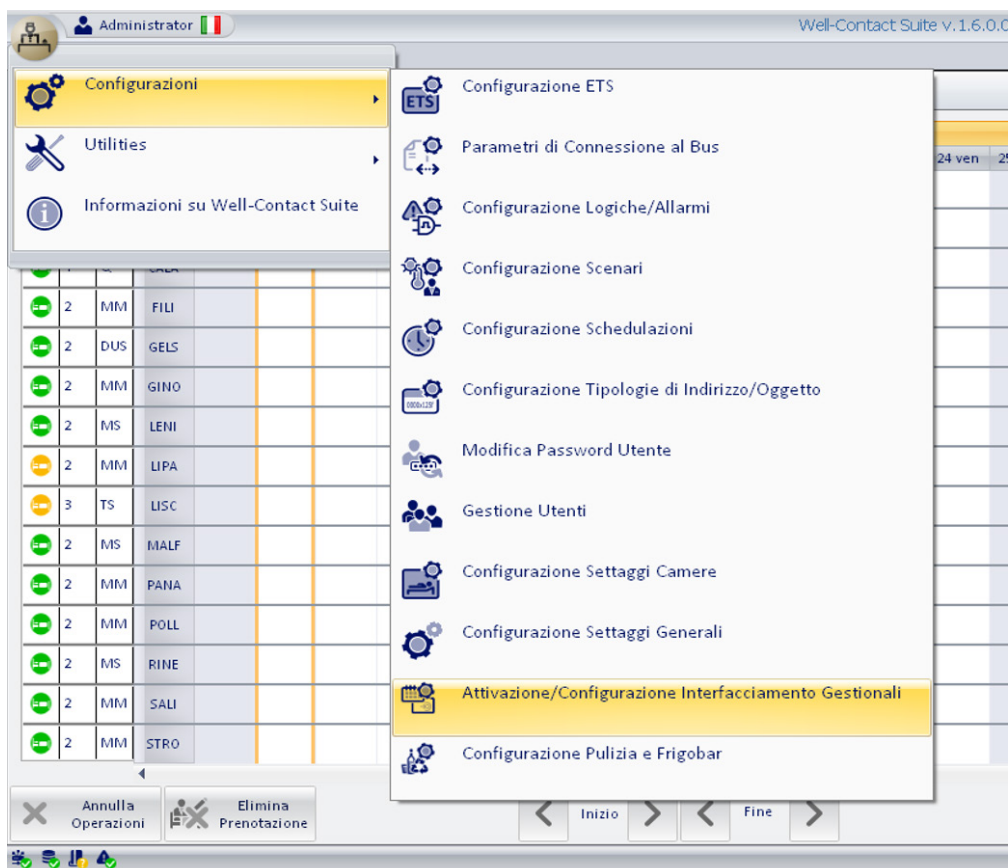 Administrator
Well-Contact Suite v.1.6.0.0
Configurazioni
Utilities
Informazioni su Well-Contact Suite
Configurazione ETS
ETS
Parametri di Connessione al Bus
Configurazione Logiche/Allarmi
Configurazione Scenari
Configurazione Schedulazioni
Configurazione Tipologie di Indirizzo/Oggetto
Modifica Password Utente
Gestione Utenti
Configurazione Settaggi Camere
Configurazione Settaggi Generali
Attivazione/Configurazione Interfacciamento Gestionali
Configurazione Pulizia e Frigobar
24 ven 25
2 MM FILI
2 DUS GELS
2 MM GINO
2 MS LENI
2 MM LIPA
3 TS LISC
2 MS MALF
2 MM PANA
2 MM POLL
2 MS RINE
2 MM SALI
2 MM STRO
Annulla
Operazioni
Elimina
Prenotazione
Inizio
Fine